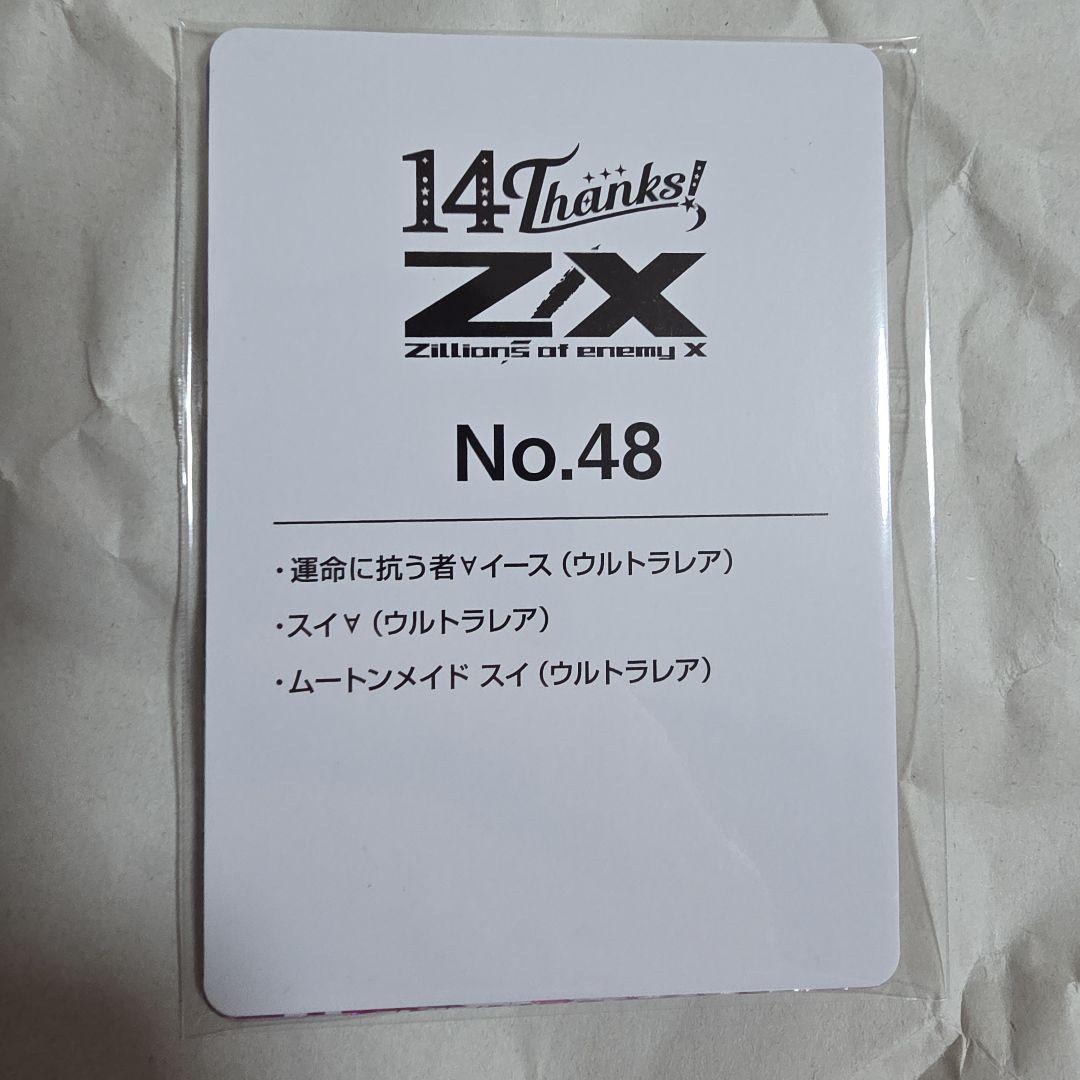 14 Thanks!
Z/X
Zillions of enemy X
No.48
・運命に抗う者∀イース（ウルトラレア）
・スイ∀（ウルトラレア）
・ムートンメイド スイ（ウルトラレア）